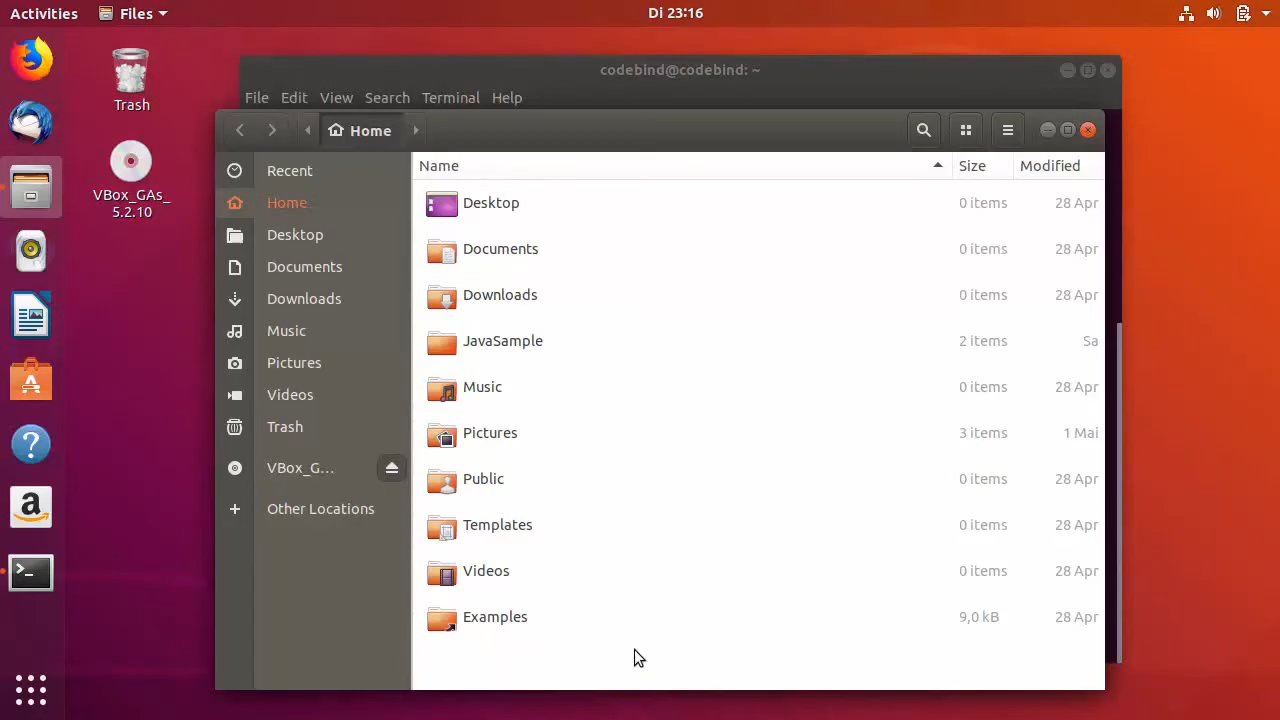 Activities Files Di 23:16
Trash
VBox_GAs_
5.2.10
codebind@codebind: ~
File Edit View Search Terminal Help
Home
Recent
Home
Desktop
Documents
Downloads
Music
Pictures
Videos
Trash
VBox_G...
Other Locations
Name Size Modified
Desktop 0 items 28 Apr
Documents 0 items 28 Apr
Downloads 0 items 28 Apr
JavaSample 2 items Sa
Music 0 items 28 Apr
Pictures 3 items 1 Mai
Public 0 items 28 Apr
Templates 0 items 28 Apr
Videos 0 items 28 Apr
Examples 9,0 kB 28 Apr